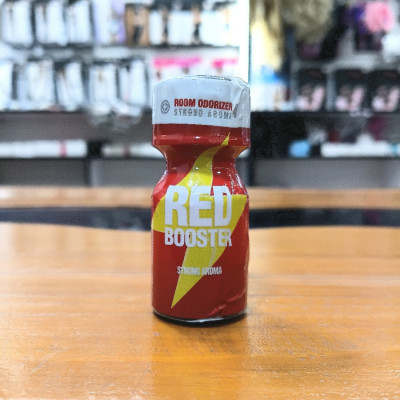 ROOM ODORIZER
STRONG AROMA
RED
BOOSTER
STRONG AROMA